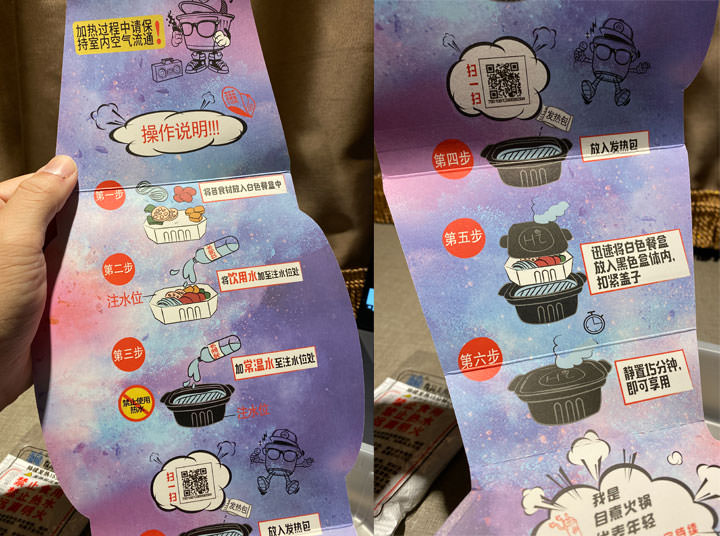 加热过程中请保
持室内空气流通
!
操作说明!!!
第一步
将各食材放入白色餐盒中
第二步
将饮用水加至注水位处
注水位
第三步
加常温水至注水位处
禁止使用
热水
注水位
扫一扫
发热包
放入发热包
扫一扫
发热包
第四步
放入发热包
第五步
迅速将白色餐盒
放入黑色盒体内,
扣紧盖子
第六步
静置15分钟,
即可享用
我是
自煮火锅
代表年轻